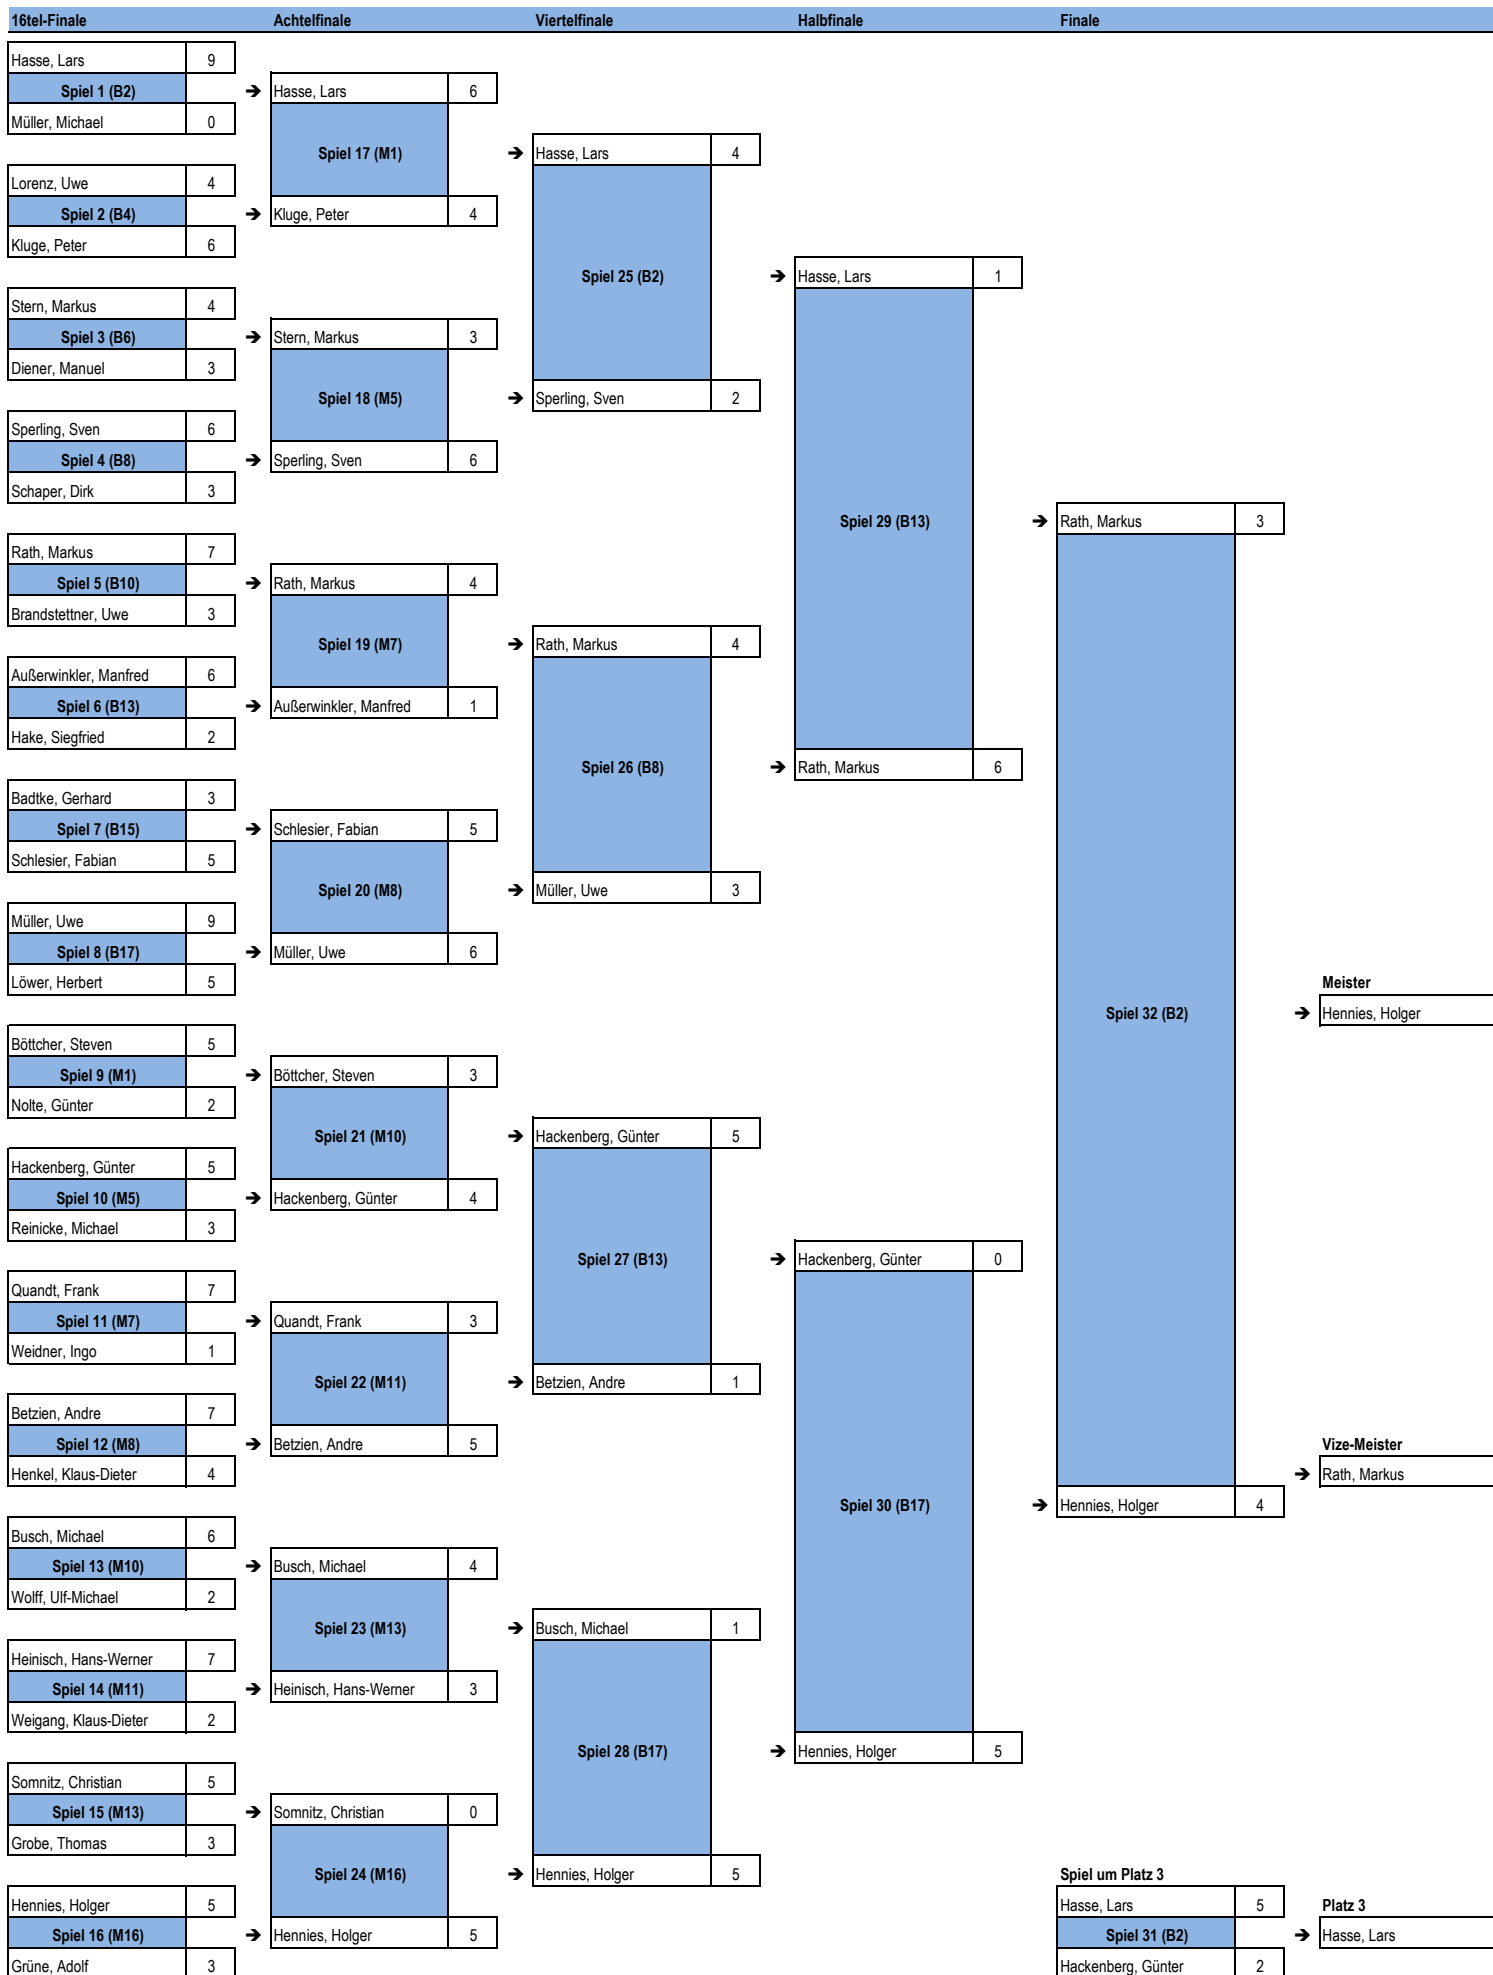 16tel-Finale Achtelfinale Viertelfinale Halbfinale Finale
Hasse, Lars 9
Spiel 1 (B2) ➔ Hasse, Lars 6
Müller, Michael 0
Spiel 17 (M1) ➔ Hasse, Lars 4
Lorenz, Uwe 4
Spiel 2 (B4) ➔ Kluge, Peter 4
Kluge, Peter 6
Spiel 25 (B2) ➔ Hasse, Lars 1
Stern, Markus 4
Spiel 3 (B6) ➔ Stern, Markus 3
Diener, Manuel 3
Spiel 18 (M5) ➔ Sperling, Sven 2
Sperling, Sven 6
Spiel 4 (B8) ➔ Sperling, Sven 6
Schaper, Dirk 3
Spiel 29 (B13) ➔ Rath, Markus 3
Rath, Markus 7
Spiel 5 (B10) ➔ Rath, Markus 4
Brandstettner, Uwe 3
Spiel 19 (M7) ➔ Rath, Markus 4
Außerwinkler, Manfred 6
Spiel 6 (B13) ➔ Außerwinkler, Manfred 1
Hake, Siegfried 2
Spiel 26 (B8) ➔ Rath, Markus 6
Badtke, Gerhard 3
Spiel 7 (B15) ➔ Schlesier, Fabian 5
Schlesier, Fabian 5
Spiel 20 (M8) ➔ Müller, Uwe 3
Müller, Uwe 9
Spiel 8 (B17) ➔ Müller, Uwe 6
Löwer, Herbert 5 Meister
Spiel 32 (B2) ➔ Hennies, Holger
Böttcher, Steven 5
Spiel 9 (M1) ➔ Böttcher, Steven 3
Nolte, Günter 2
Spiel 21 (M10) ➔ Hackenberg, Günter 5
Hackenberg, Günter 5
Spiel 10 (M5) ➔ Hackenberg, Günter 4
Reinicke, Michael 3
Spiel 27 (B13) ➔ Hackenberg, Günter 0
Quandt, Frank 7
Spiel 11 (M7) ➔ Quandt, Frank 3
Weidner, Ingo 1
Spiel 22 (M11) ➔ Betzien, Andre 1
Betzien, Andre 7
Spiel 12 (M8) ➔ Betzien, Andre 5 Vize-Meister
Henkel, Klaus-Dieter 4 ➔ Rath, Markus
Spiel 30 (B17) ➔ Hennies, Holger 4
Busch, Michael 6
Spiel 13 (M10) ➔ Busch, Michael 4
Wolff, Ulf-Michael 2
Spiel 23 (M13) ➔ Busch, Michael 1
Heinisch, Hans-Werner 7
Spiel 14 (M11) ➔ Heinisch, Hans-Werner 3
Weigang, Klaus-Dieter 2
Spiel 28 (B17) ➔ Hennies, Holger 5
Somnitz, Christian 5
Spiel 15 (M13) ➔ Somnitz, Christian 0
Grobe, Thomas 3
Spiel 24 (M16) ➔ Hennies, Holger 5 Spiel um Platz 3
Hennies, Holger 5 Hasse, Lars 5 Platz 3
Spiel 16 (M16) ➔ Hennies, Holger 5 Spiel 31 (B2) ➔ Hasse, Lars
Grüne, Adolf 3 Hackenberg, Günter 2